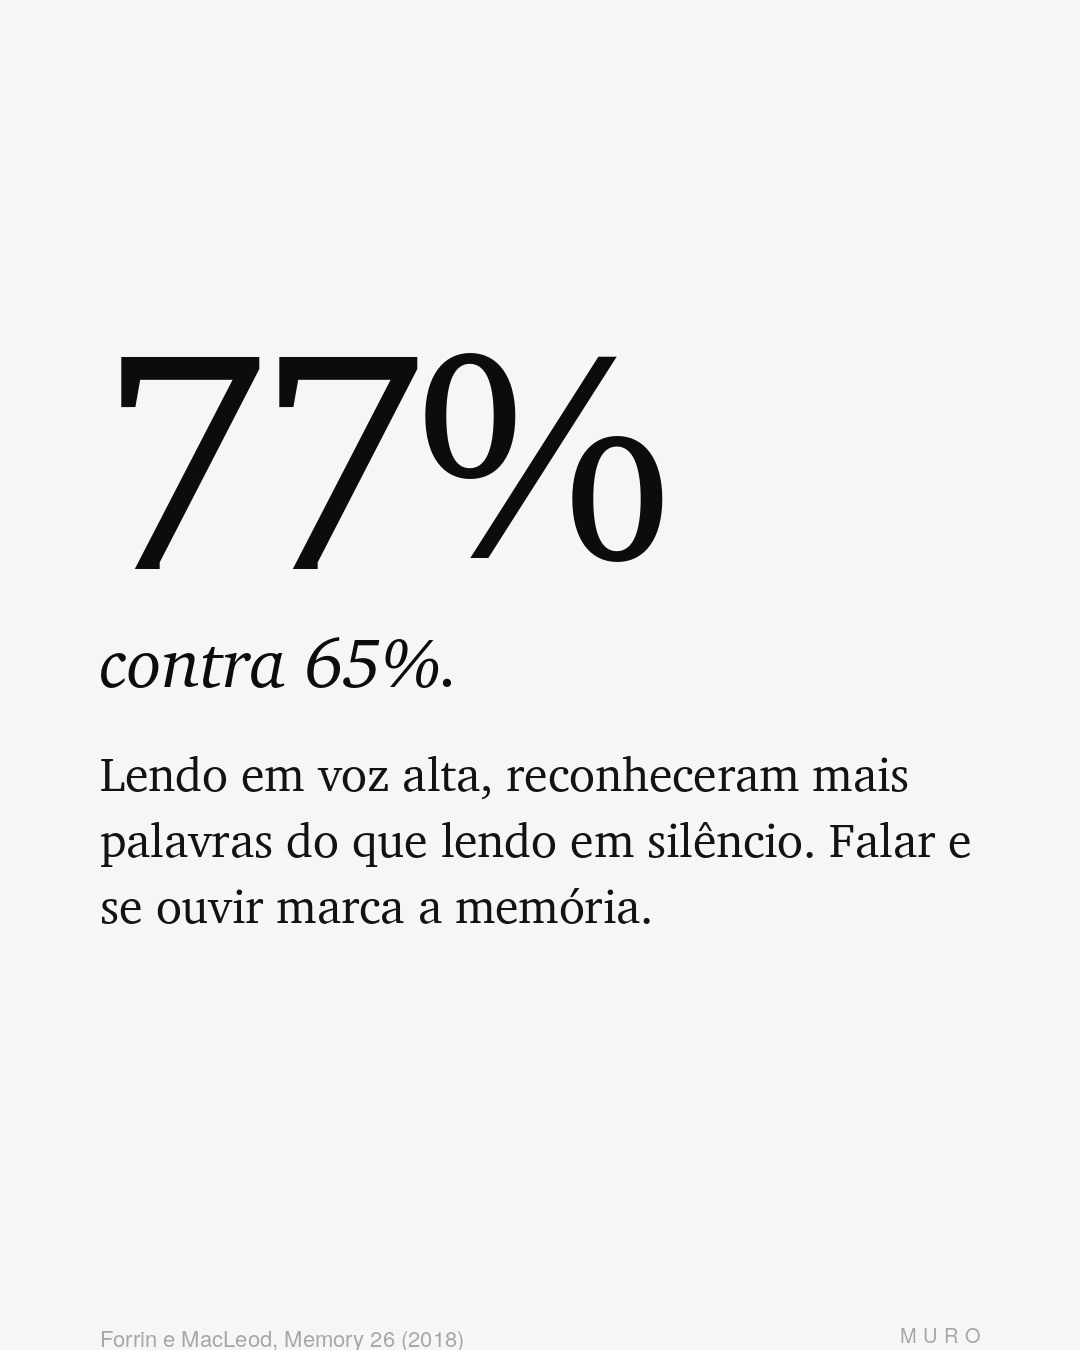 77%
contra 65%.
Lendo em voz alta, reconheceram mais
palavras do que lendo em silêncio. Falar e
se ouvir marca a memória.
Forrin e MacLeod, Memory 26 (2018)
MURO